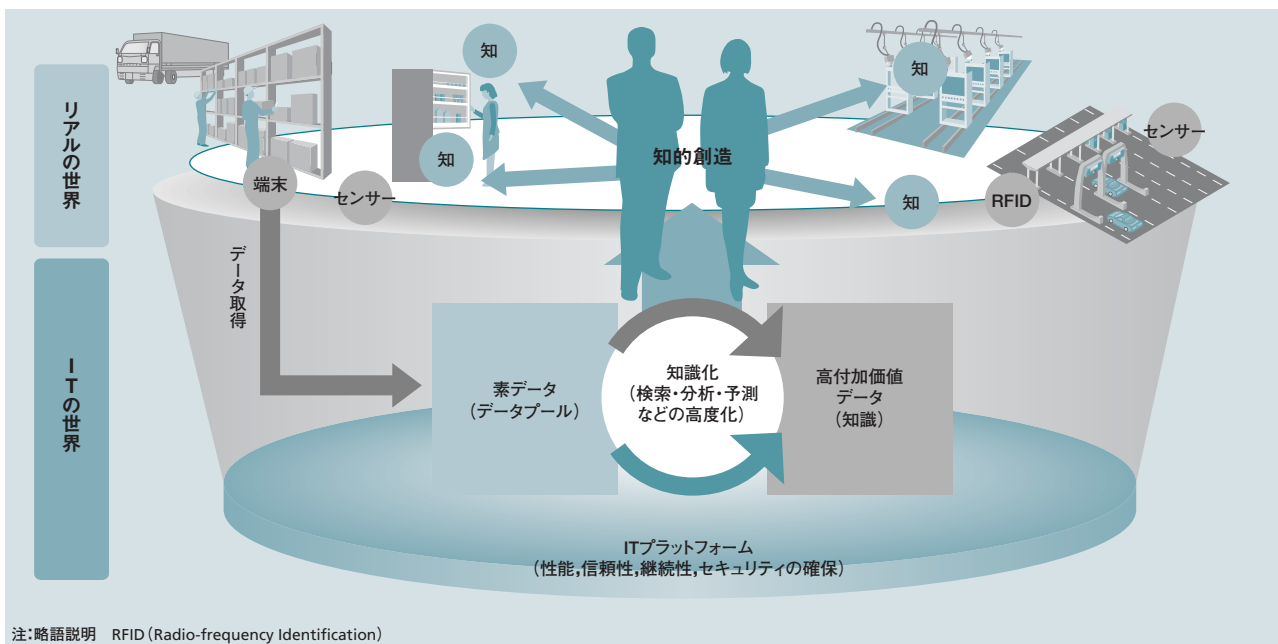 リアルの世界
知
知
知的創造
知
センサー
端末
センサー
知
RFID
ITの世界
データ取得
素データ
（データプール）
知識化
（検索・分析・予測
などの高度化）
高付加価値
データ
（知識）
ITプラットフォーム
（性能,信頼性,継続性,セキュリティの確保）
注：略語説明　RFID（Radio-frequency Identification）